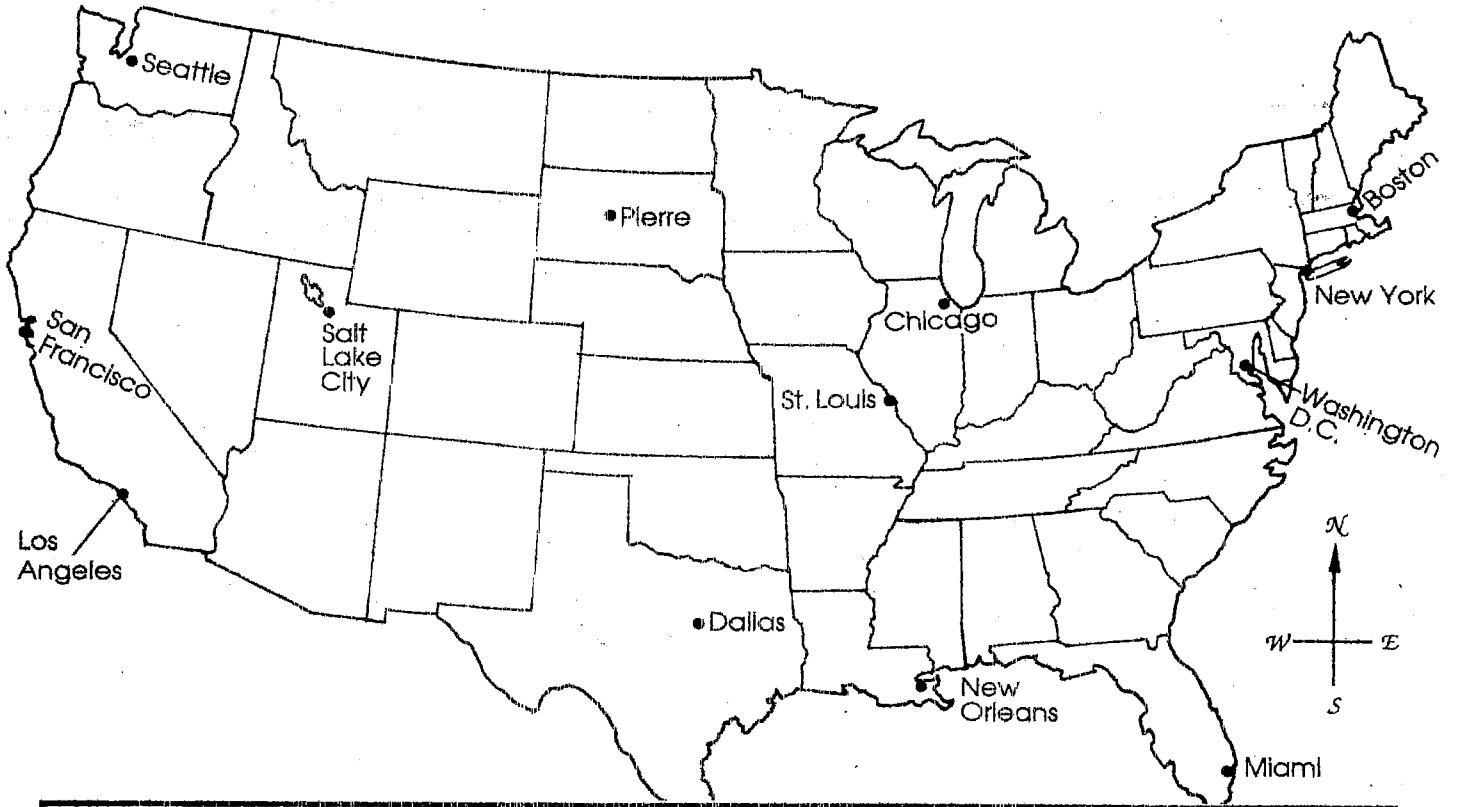 Seattle
Pierre
Boston
New York
Chicago
San
Francisco
Salt
Lake
City
St. Louis
Washington
D.C.
Los
Angeles
N
W
E
S
Dallas
New
Orleans
Miami